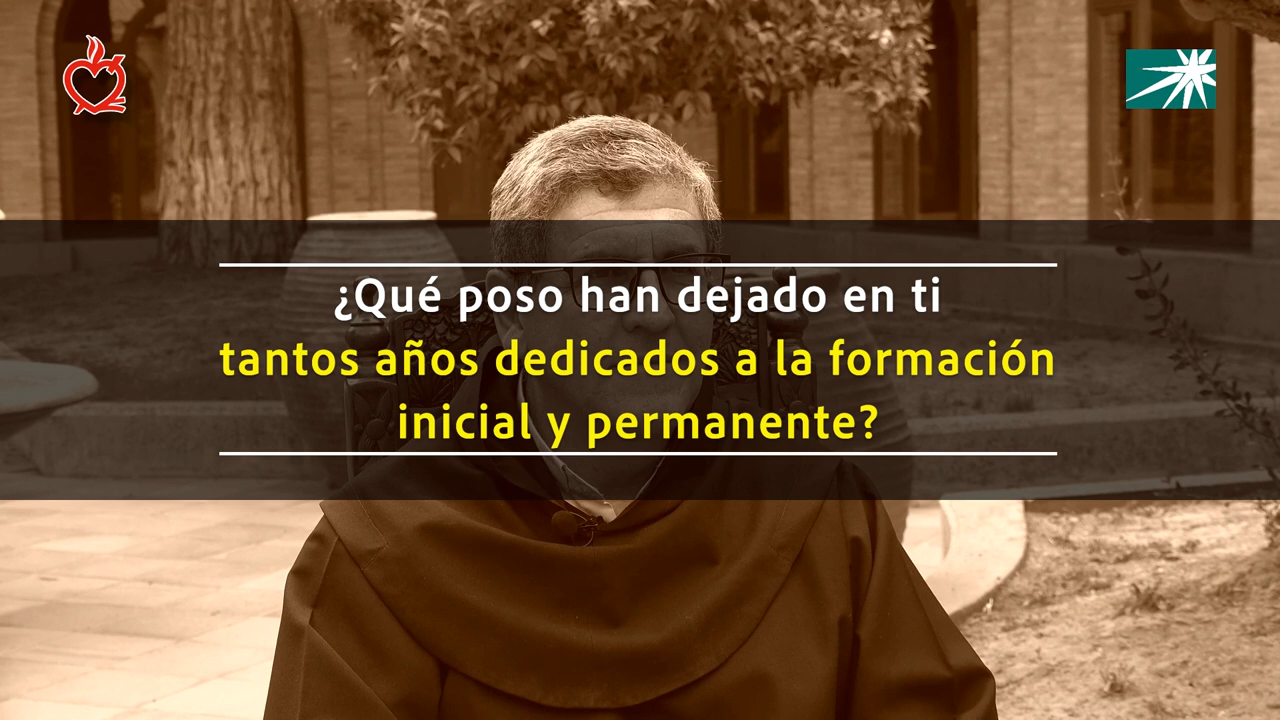 ¿Qué poso han dejado en ti
tantos años dedicados a la formación
inicial y permanente?